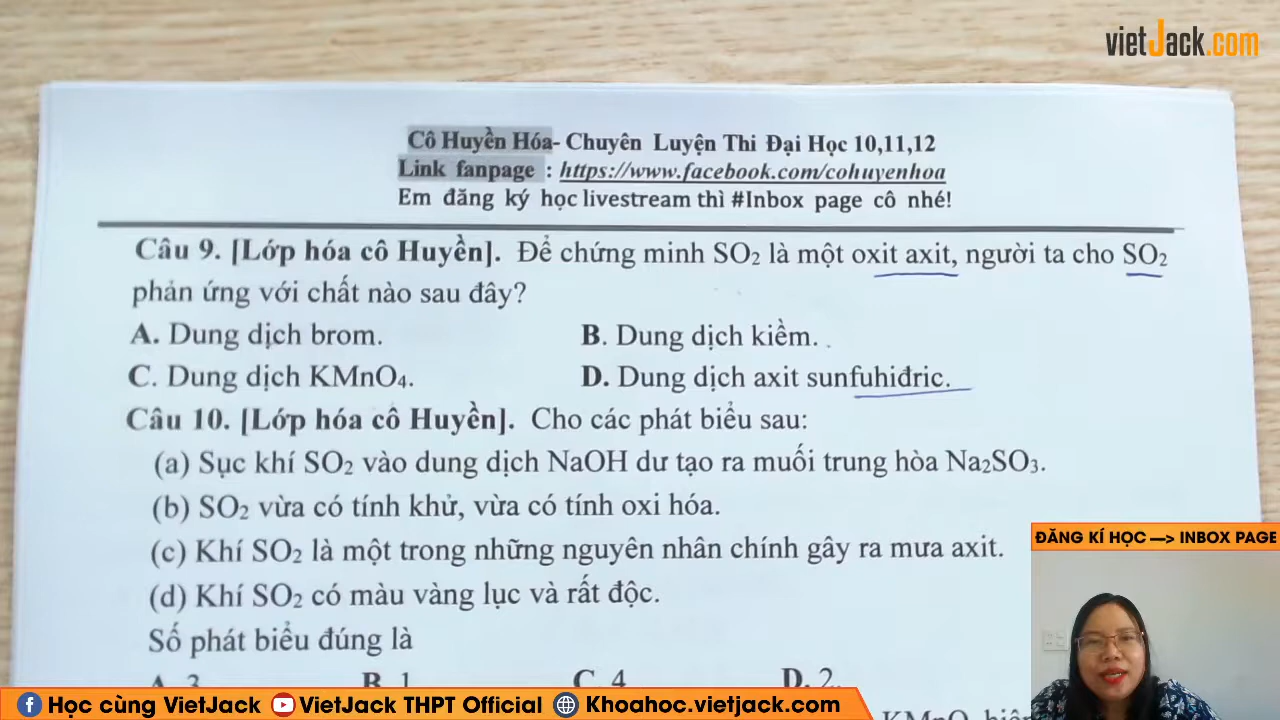 vietJack.com
Cô Huyền Hóa- Chuyên Luyện Thi Đại Học 10,11,12
Link fanpage : https://www.facebook.com/cohuyenhoa
Em đăng ký học livestream thì #Inbox page cô nhé!
Câu 9. [Lớp hóa cô Huyền]. Để chứng minh SO2 là một oxit axit, người ta cho SO2
phản ứng với chất nào sau đây?
A. Dung dịch brom. B. Dung dịch kiềm.
C. Dung dịch KMnO4. D. Dung dịch axit sunfuhiđric.
Câu 10. [Lớp hóa cô Huyền]. Cho các phát biểu sau:
(a) Sục khí SO2 vào dung dịch NaOH dư tạo ra muối trung hòa Na2SO3.
(b) SO2 vừa có tính khử, vừa có tính oxi hóa.
(c) Khí SO2 là một trong những nguyên nhân chính gây ra mưa axit.
(d) Khí SO2 có màu vàng lục và rất độc.
Số phát biểu đúng là
B. 1 C. 4 D. 2.
ĐĂNG KÍ HỌC —> INBOX PAGE
Học cùng VietJack VietJack THPT Official Khoahoc.vietjack.com